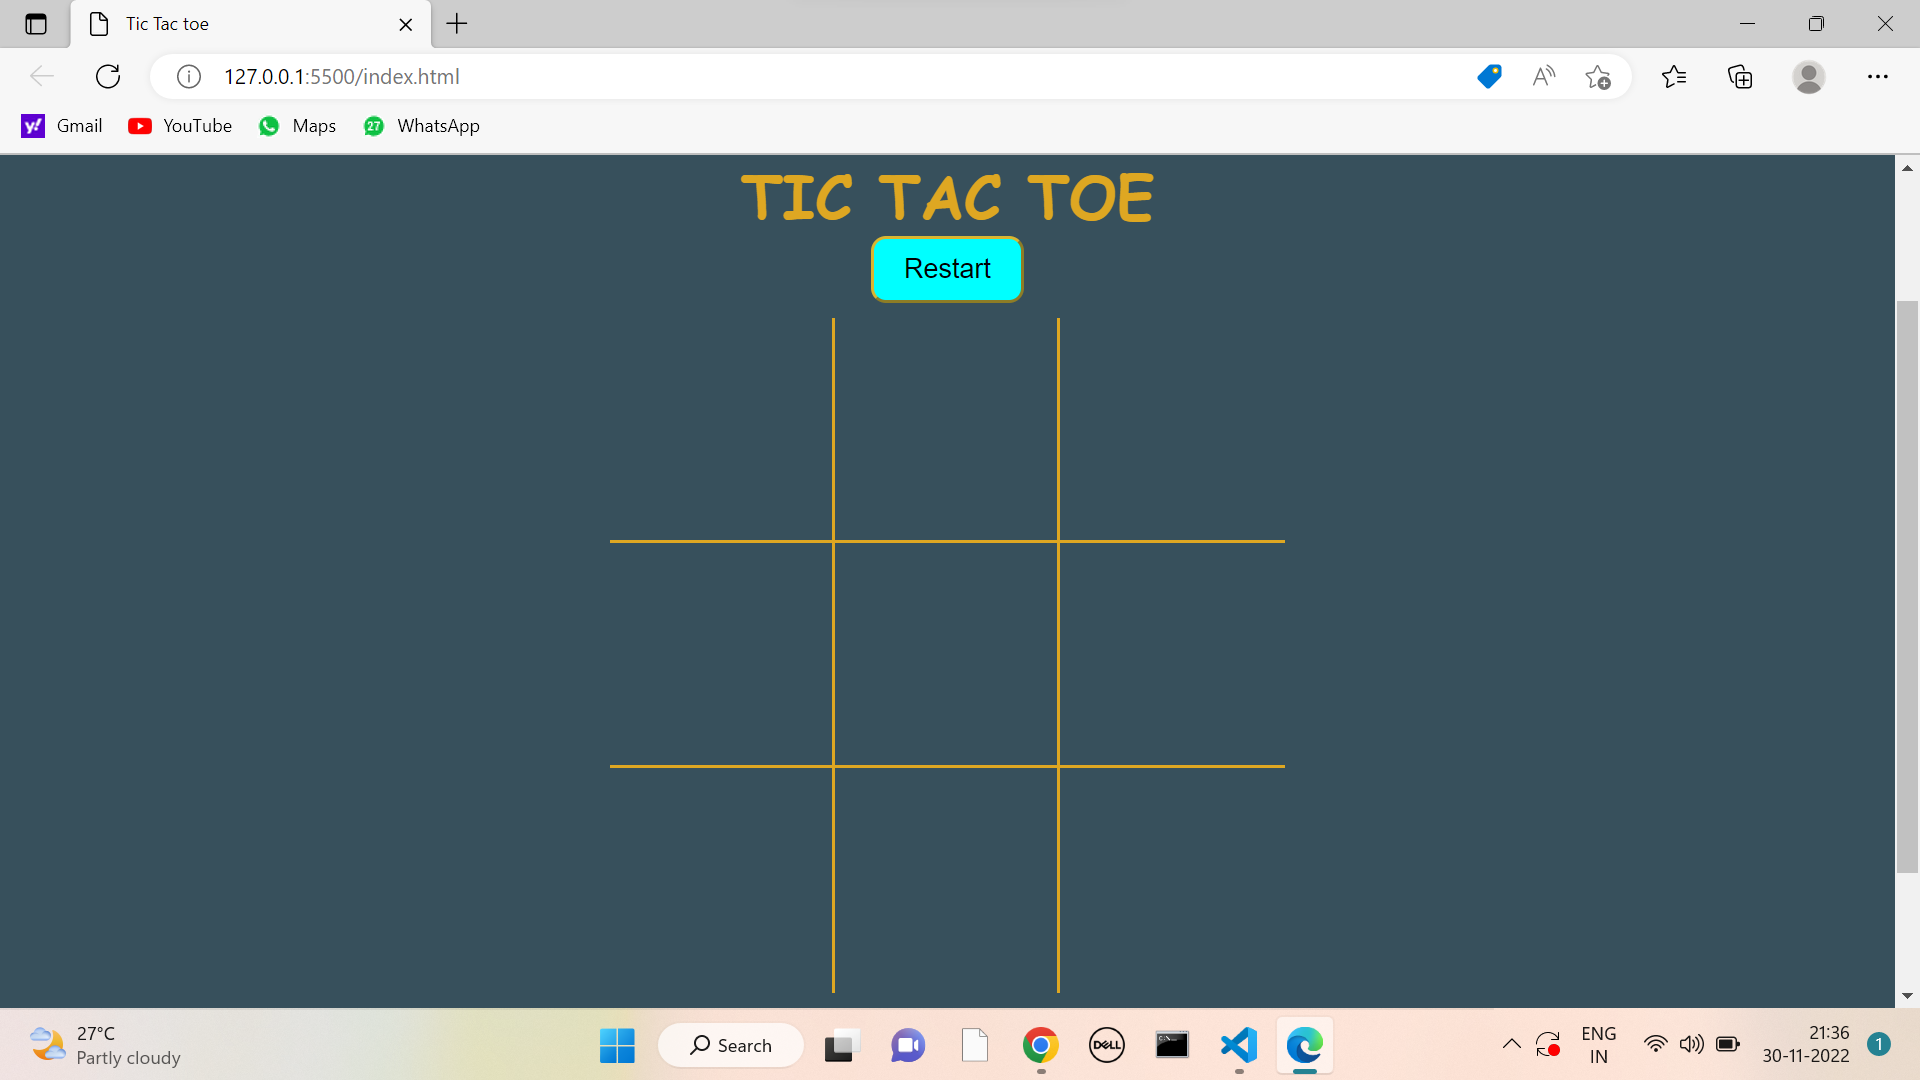 Tic Tac toe
127.0.0.1:5500/index.html
y! Gmail YouTube Maps 27 WhatsApp
TIC TAC TOE
Restart
27°C
Partly cloudy
Search
DELL
ENG
IN
21:36
30-11-2022
1